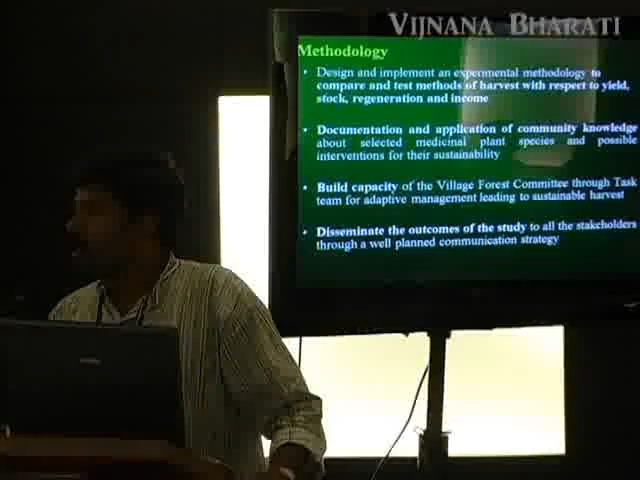 VIJNANA BHARATI
Methodology
• Design and implement an experimental methodology to
compare and test methods of harvest with respect to yield,
stock, regeneration and income
• Documentation and application of community knowledge
about selected medicinal plant species and possible
interventions for their sustainability
• Build capacity of the Village Forest Committee through Task
team for adaptive management leading to sustainable harvest
• Disseminate the outcomes of the study to all the stakeholders
through a well planned communication strategy